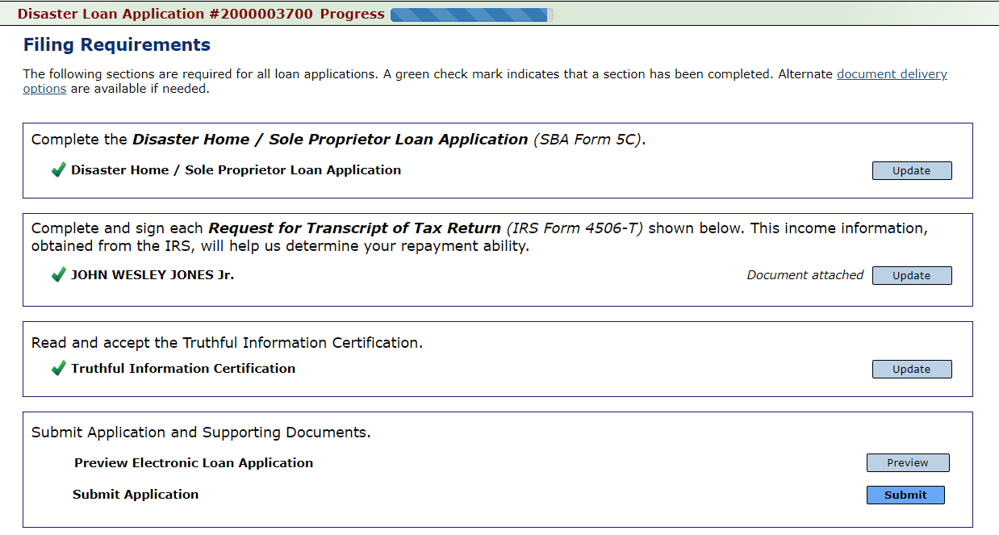 Disaster Loan Application #2000003700 Progress
Filing Requirements
The following sections are required for all loan applications. A green check mark indicates that a section has been completed. Alternate document delivery
options are available if needed.
Complete the Disaster Home / Sole Proprietor Loan Application (SBA Form 5C).
Disaster Home / Sole Proprietor Loan Application Update
Complete and sign each Request for Transcript of Tax Return (IRS Form 4506-T) shown below. This income information,
obtained from the IRS, will help us determine your repayment ability.
JOHN WESLEY JONES Jr. Document attached Update
Read and accept the Truthful Information Certification.
Truthful Information Certification Update
Submit Application and Supporting Documents.
Preview Electronic Loan Application Preview
Submit Application Submit